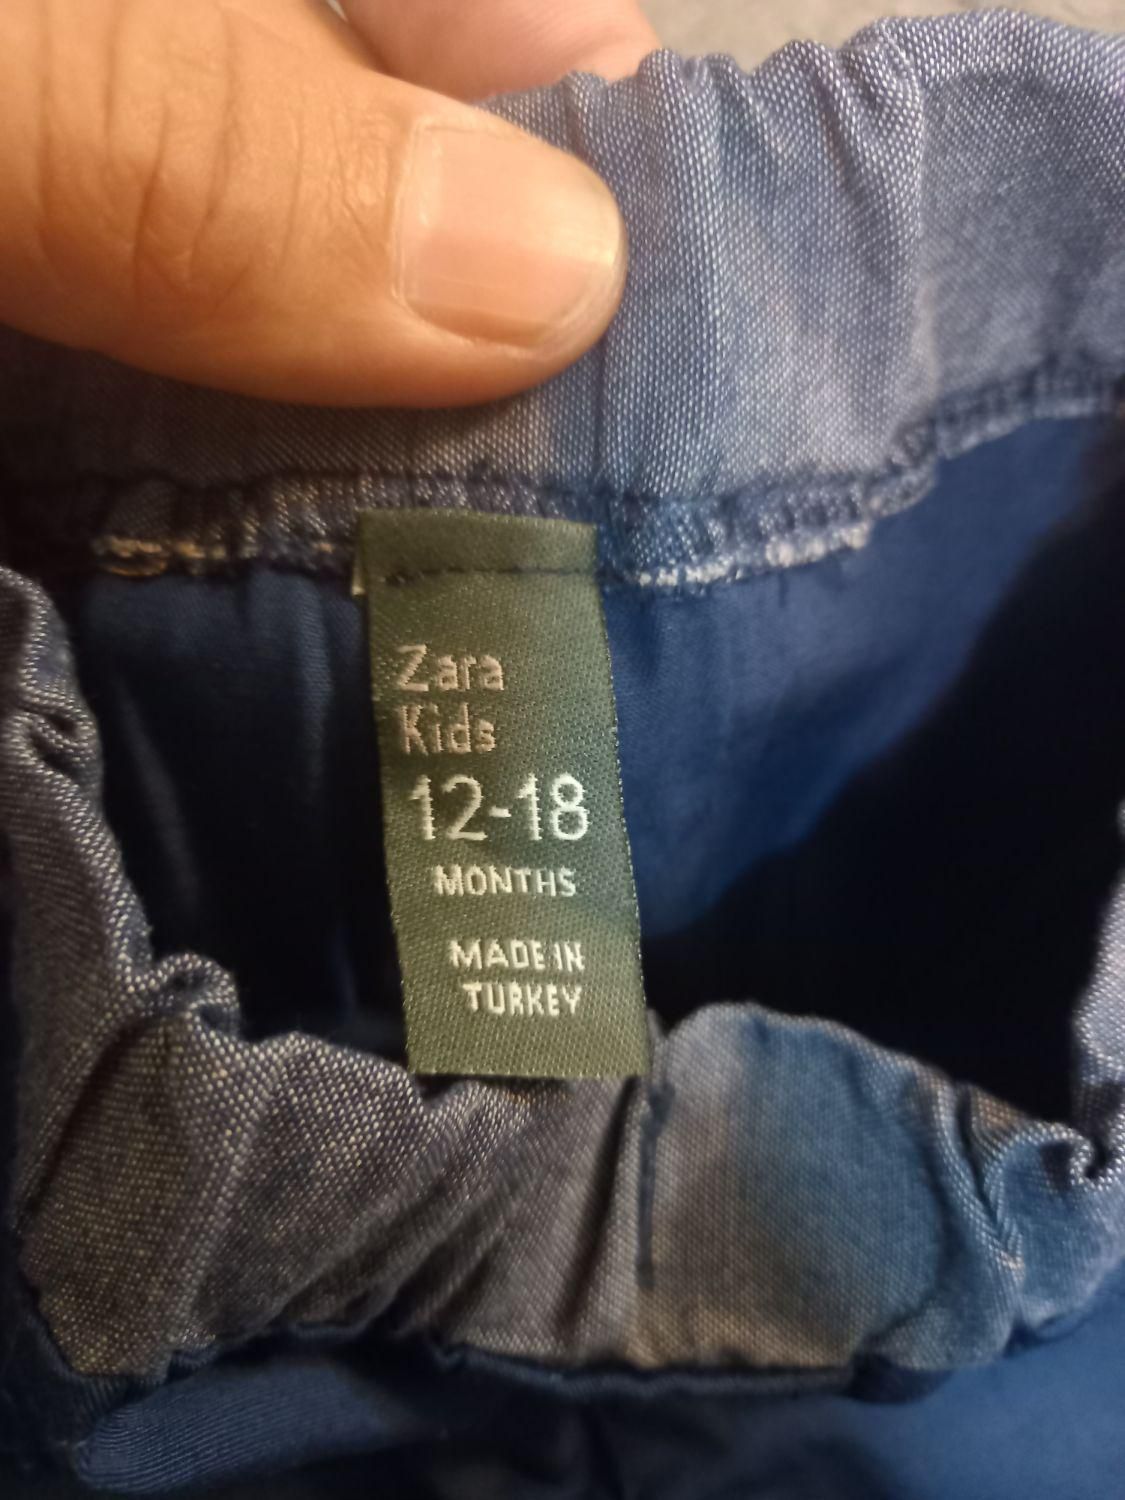 Zara
Kids
12-18
MONTHS
MADE IN
TURKEY